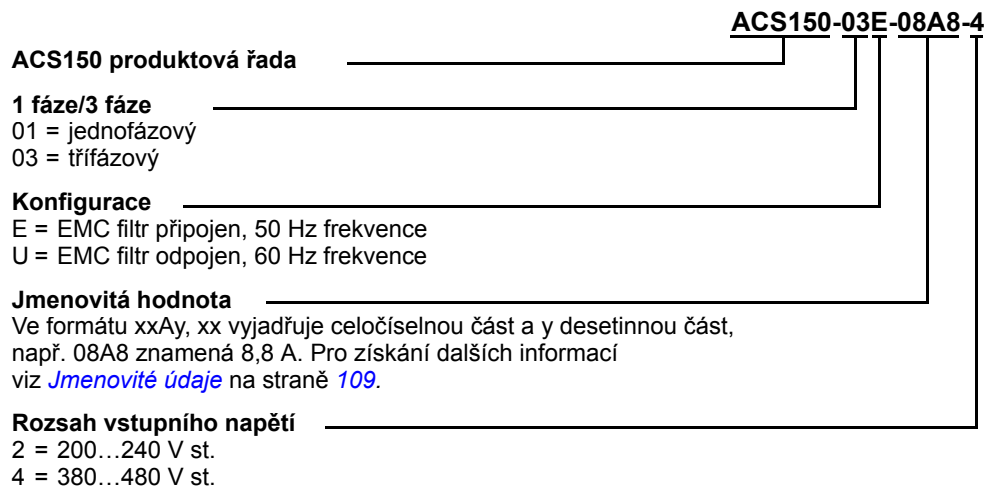 ACS150-03E-08A8-4
ACS150 produktová řada
1 fáze/3 fáze
01 = jednofázový
03 = třífázový
Konfigurace
E = EMC filtr připojen, 50 Hz frekvence
U = EMC filtr odpojen, 60 Hz frekvence
Jmenovitá hodnota
Ve formátu xxAy, xx vyjadřuje celočíselnou část a y desetinnou část,
např. 08A8 znamená 8,8 A. Pro získání dalších informací
viz Jmenovité údaje na straně 109.
Rozsah vstupního napětí
2 = 200…240 V st.
4 = 380…480 V st.